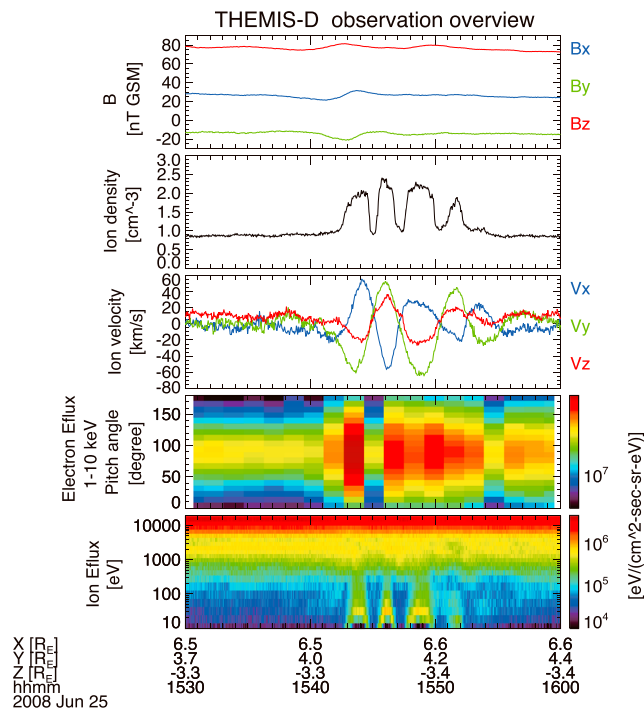 THEMIS-D  observation overview
80
60
40
20
0
-20
B
[nT GSM]
Bx
By
Bz
3.0
2.5
2.0
1.5
1.0
0.5
0.0
Ion density
[cm^-3]
60
40
20
0
-20
-40
-60
-80
Ion velocity
[km/s]
Vx
Vy
Vz
150
100
50
0
Electron Eflux
1-10 keV
Pitch angle
[degree]
10^7
10000
1000
100
10
Ion Eflux
[eV]
10^6
10^5
10^4
[eV/(cm^2-sec-sr-eV)]
X [R_E] 6.5 6.5 6.6 6.6
Y [R_E] 3.7 4.0 4.2 4.4
Z [R_E] -3.3 -3.3 -3.4 -3.4
hhmm 1530 1540 1550 1600
2008 Jun 25